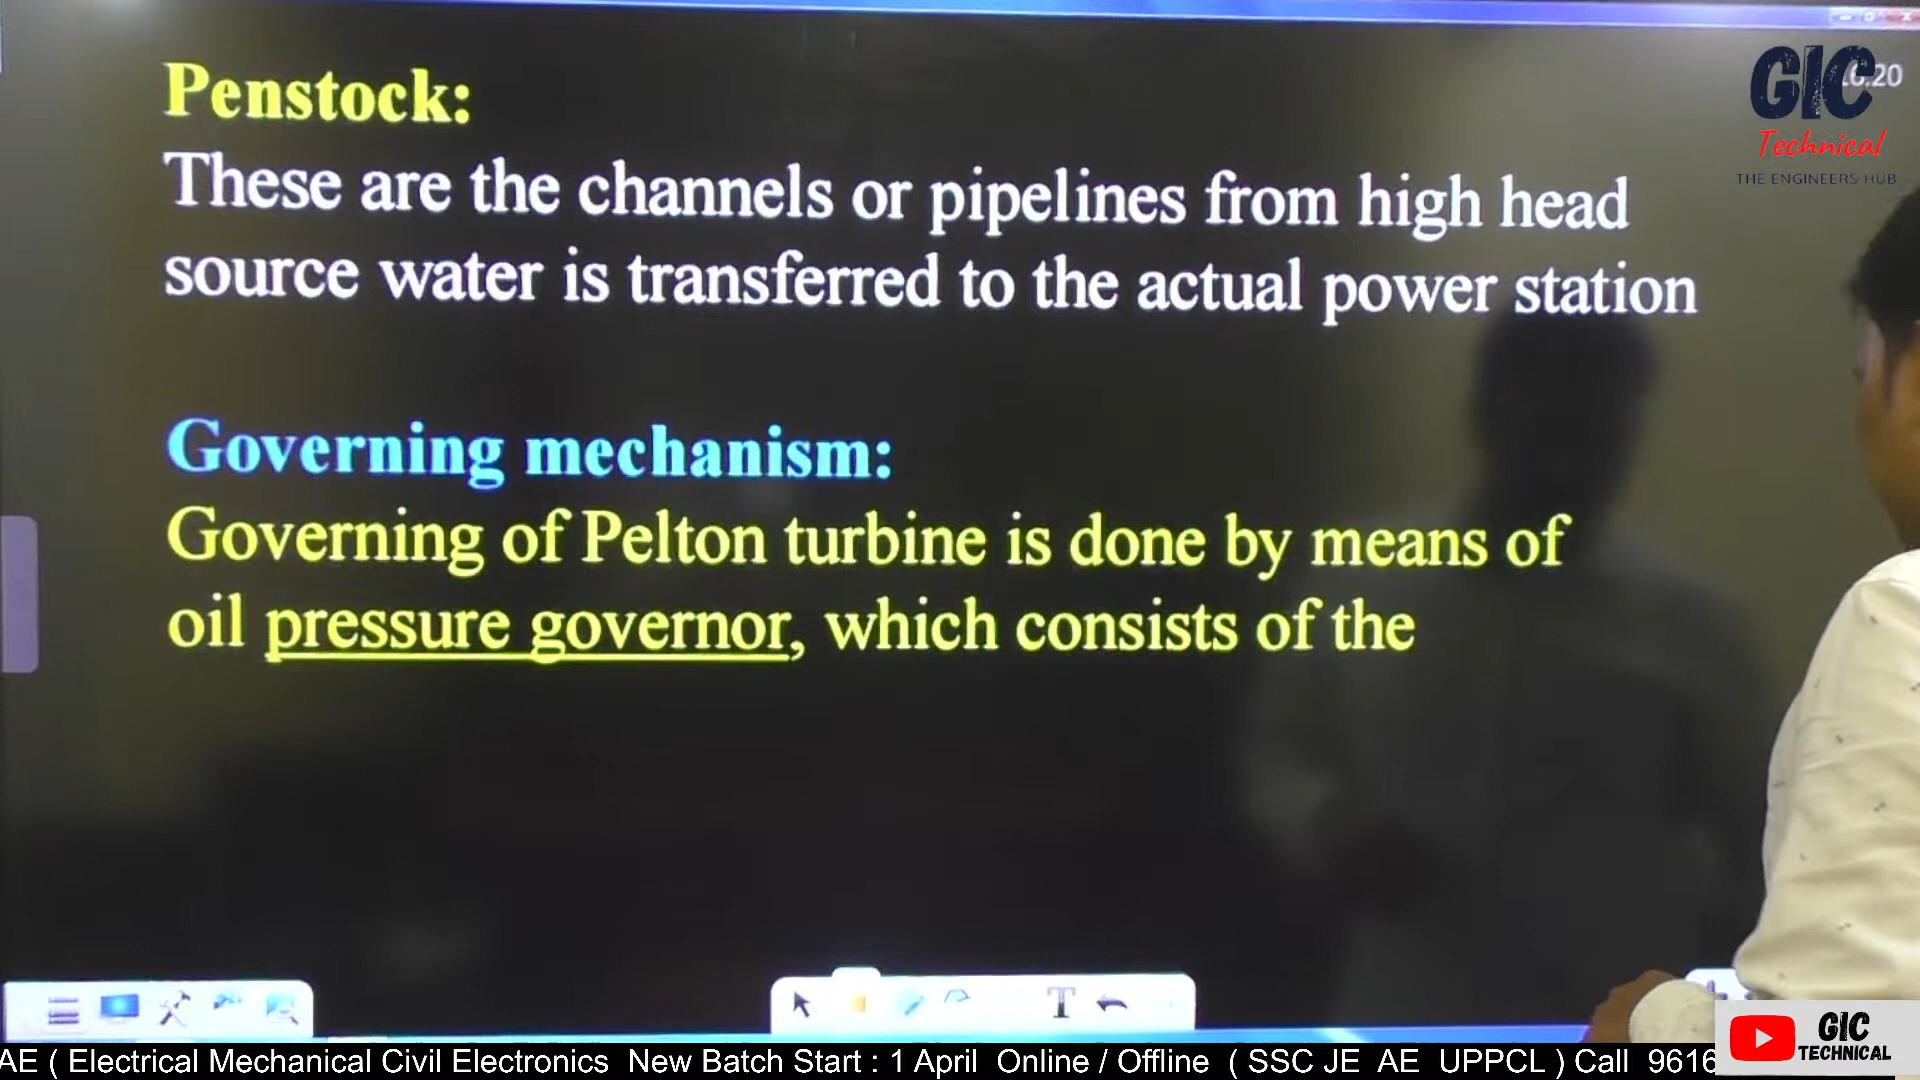 Penstock:
These are the channels or pipelines from high head
source water is transferred to the actual power station
Governing mechanism:
Governing of Pelton turbine is done by means of
oil pressure governor, which consists of the
GIC
Technical
THE ENGINEERS HUB
T
GIC
TECHNICAL
AE ( Electrical Mechanical Civil Electronics New Batch Start : 1 April Online / Offline ( SSC JE AE UPPCL ) Call 9616